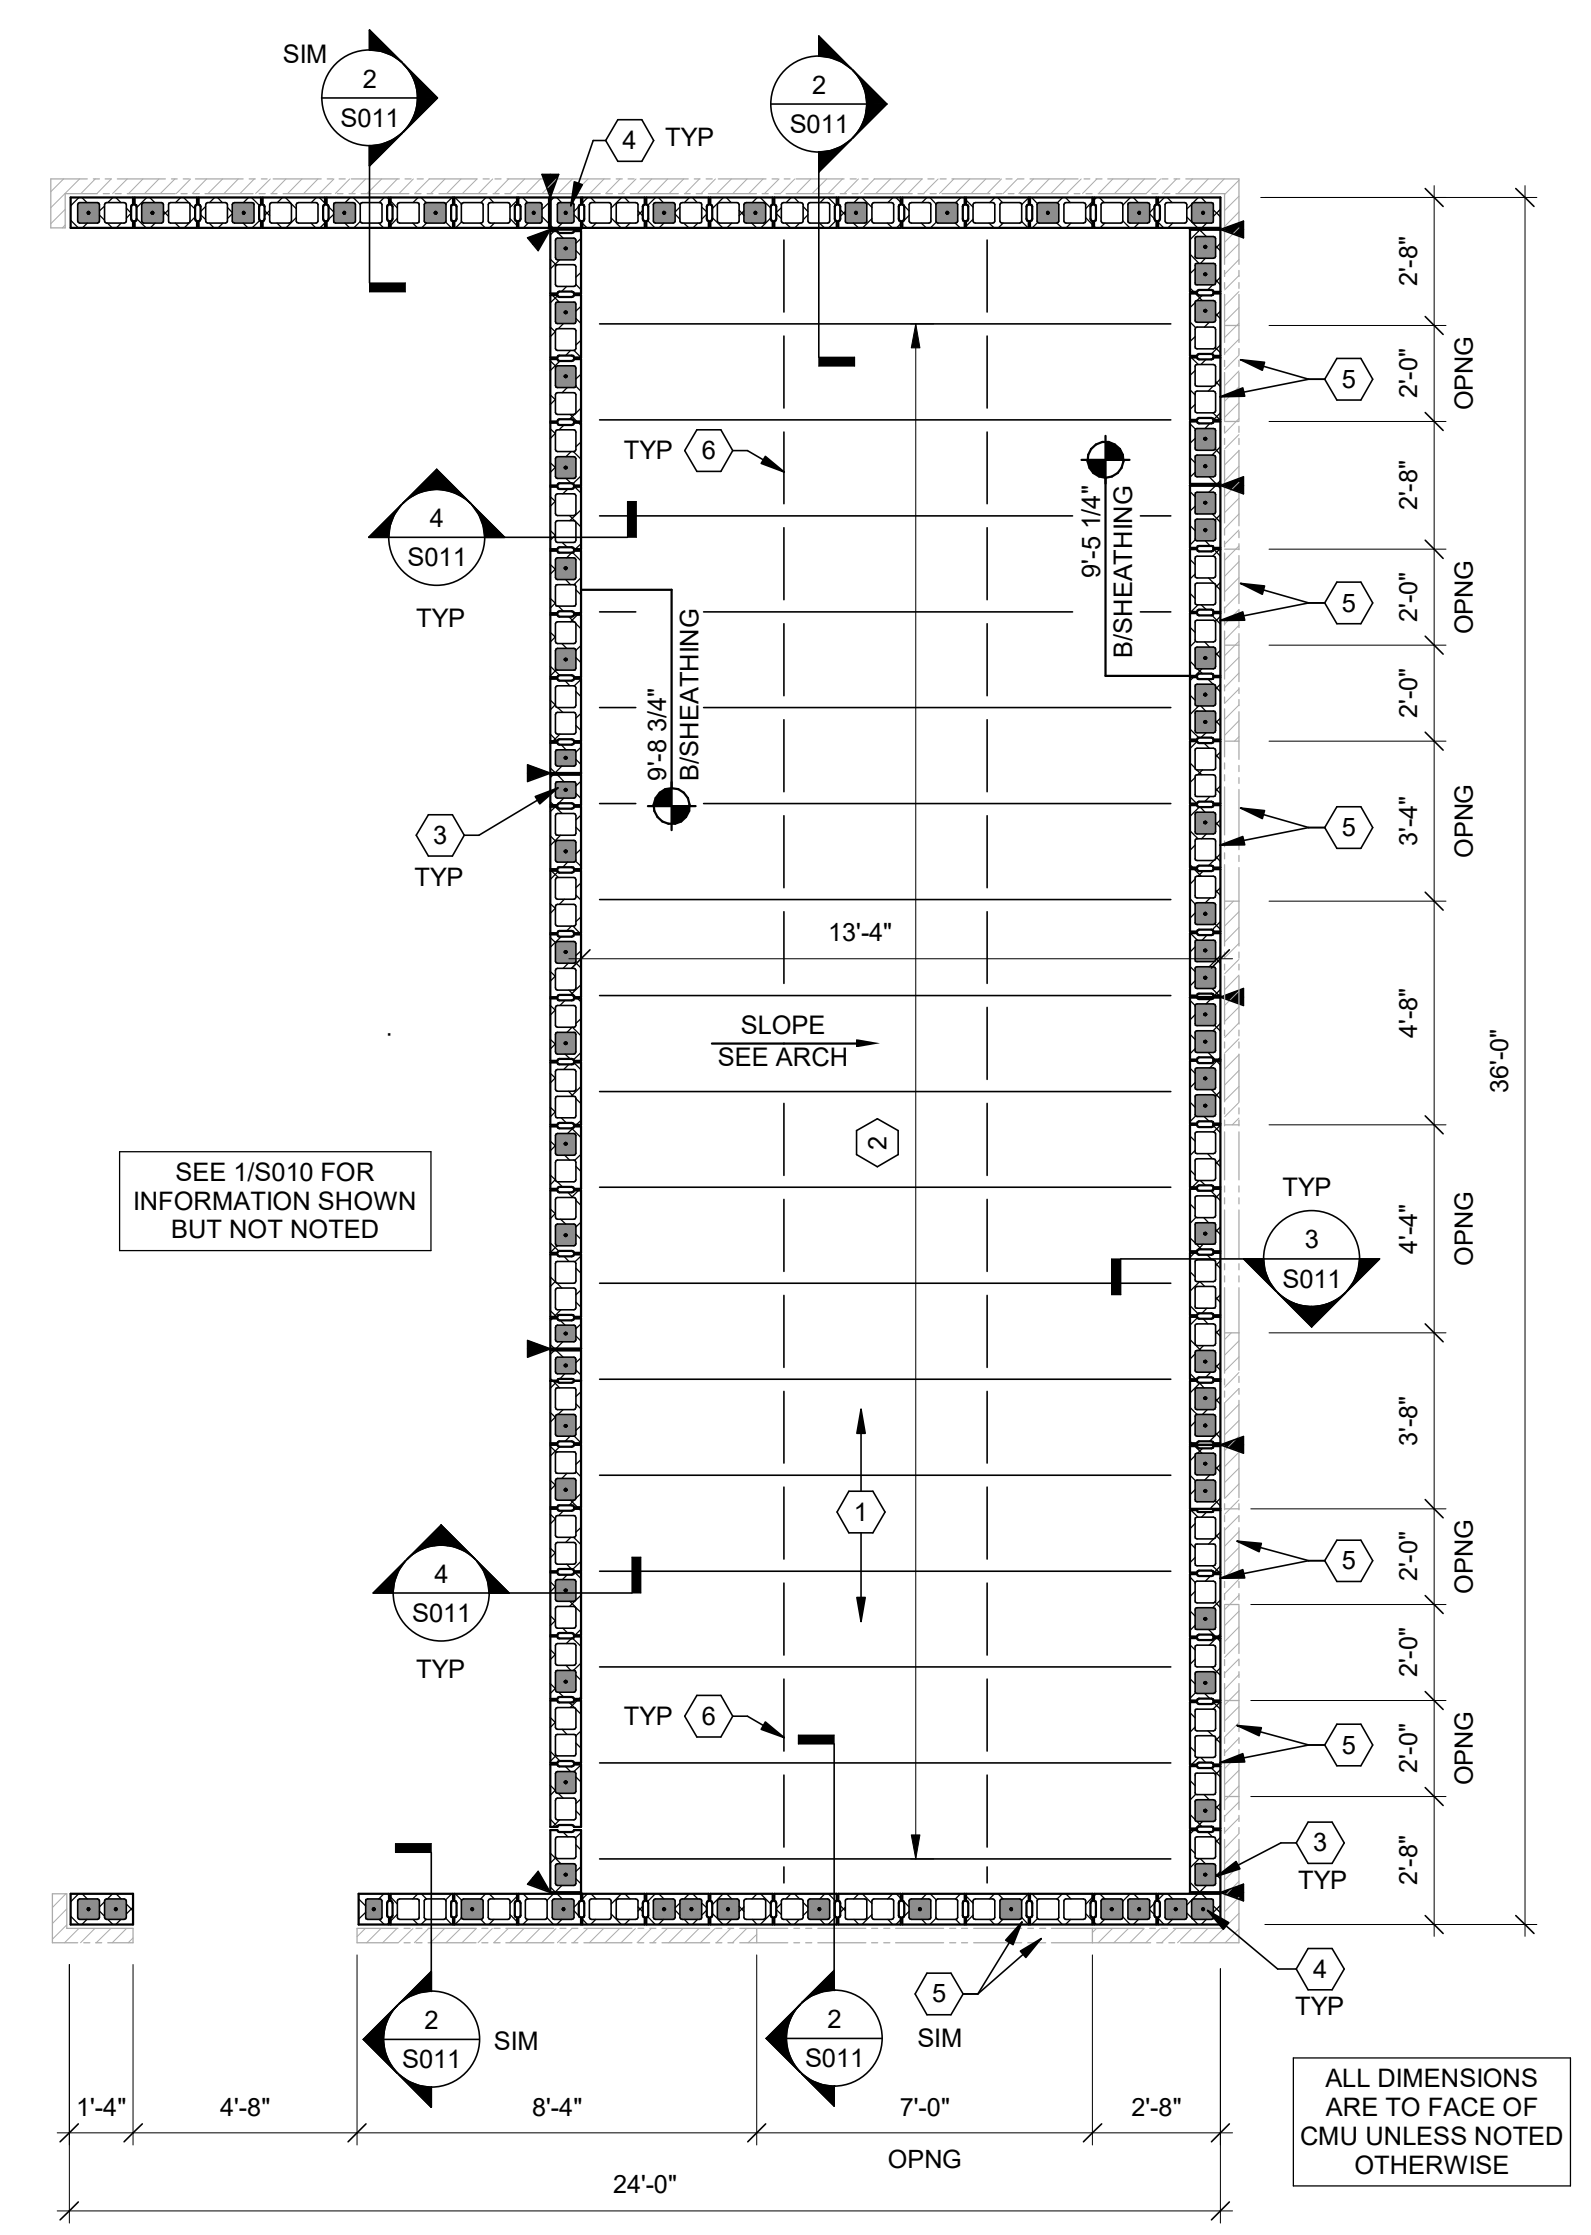 SIM
2
S011
2
S011
4
TYP
2'-8"
2'-0"
OPNG
5
TYP
6
4
S011
TYP
9'-5 1/4"
B/SHEATHING
2'-8"
2'-0"
OPNG
5
9'-8 3/4"
B/SHEATHING
2'-0"
3
TYP
3'-4"
OPNG
5
13'-4"
SLOPE
SEE ARCH
4'-8"
36'-0"
2
SEE 1/S010 FOR
INFORMATION SHOWN
BUT NOT NOTED
TYP
3
S011
4'-4"
OPNG
3'-8"
1
4
S011
TYP
5
2'-0"
OPNG
2'-0"
TYP
6
5
2'-0"
OPNG
3
TYP
2'-8"
4
TYP
2
S011
SIM
2
S011
5
SIM
1'-4"
4'-8"
8'-4"
7'-0"
OPNG
2'-8"
24'-0"
ALL DIMENSIONS
ARE TO FACE OF
CMU UNLESS NOTED
OTHERWISE